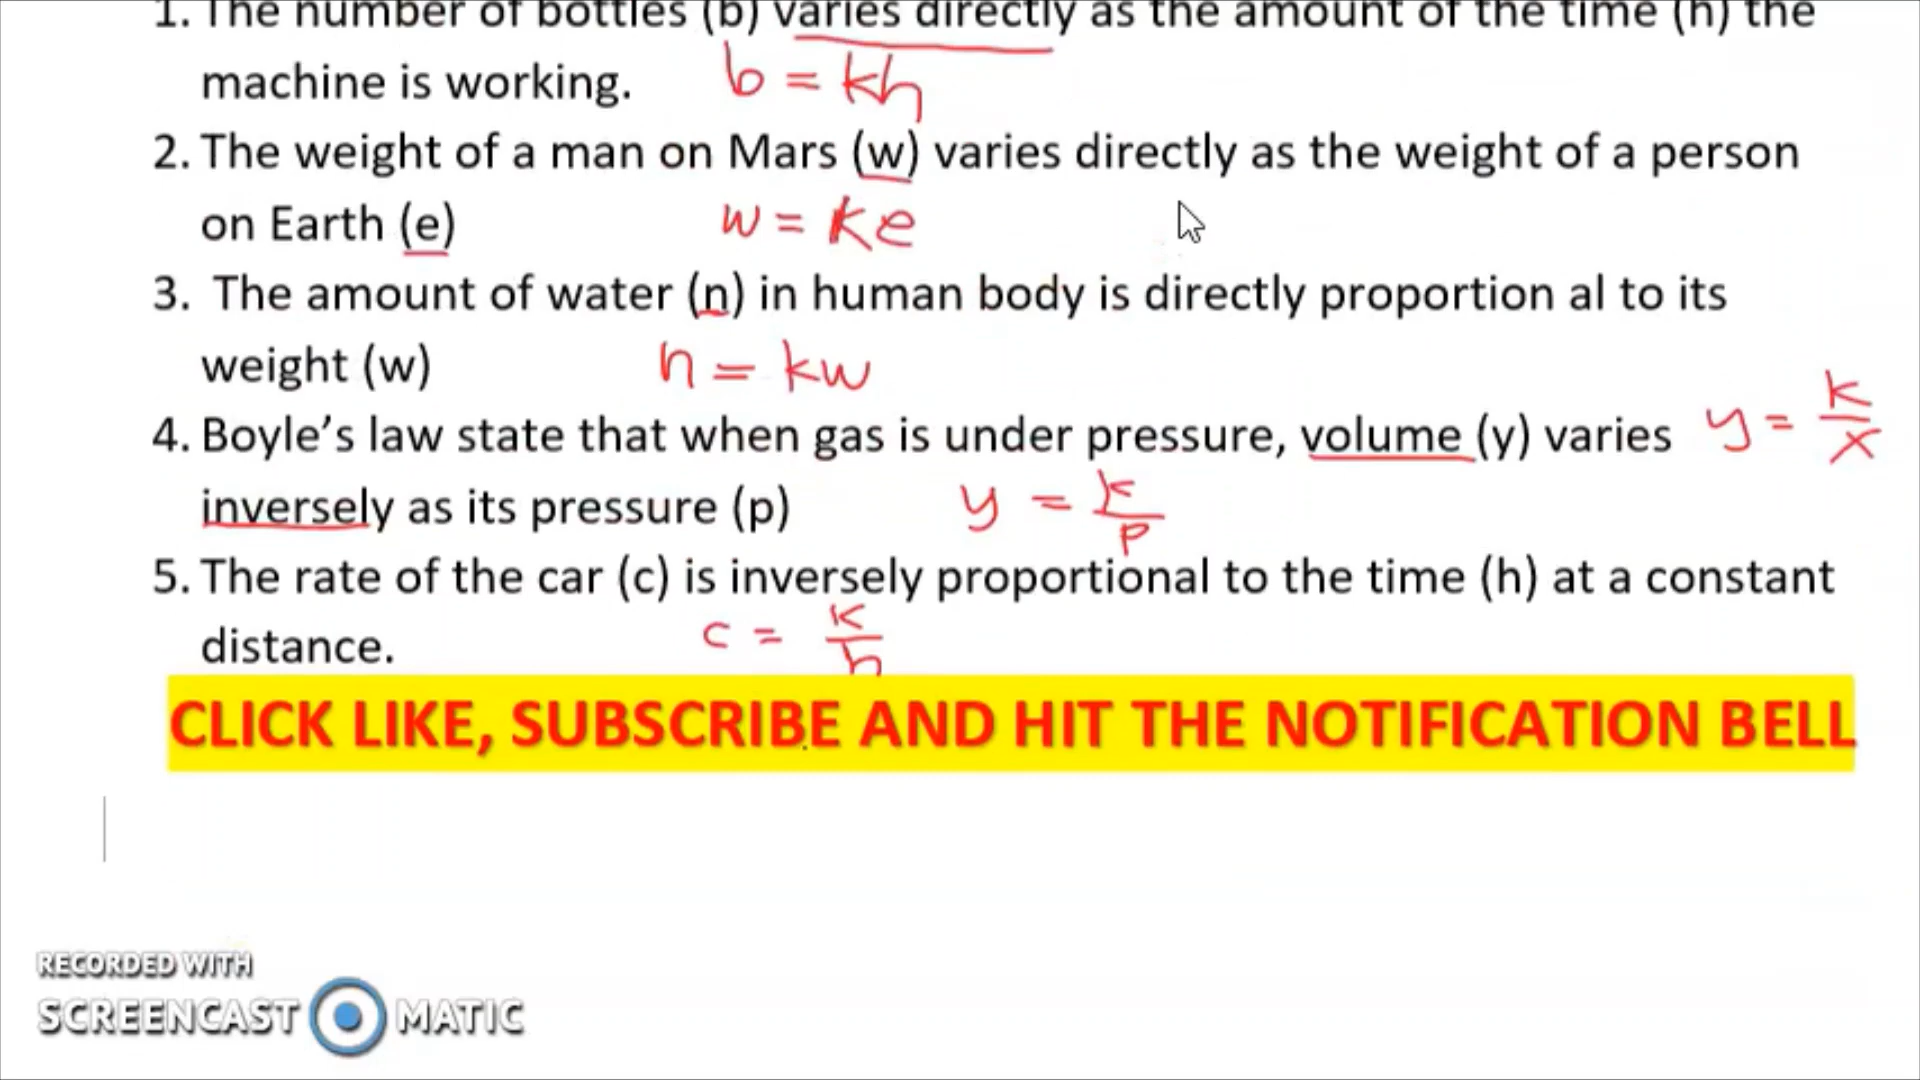 1. The number of bottles (b) varies directly as the amount of the time (h) the
machine is working. b = kh
2. The weight of a man on Mars (w) varies directly as the weight of a person
on Earth (e) w = ke
3. The amount of water (n) in human body is directly proportion al to its
weight (w) n = kw
4. Boyle's law state that when gas is under pressure, volume (y) varies y = k/x
inversely as its pressure (p) y = k/p
5. The rate of the car (c) is inversely proportional to the time (h) at a constant
distance. c = k/h
CLICK LIKE, SUBSCRIBE AND HIT THE NOTIFICATION BELL
RECORDED WITH
SCREENCAST MATIC